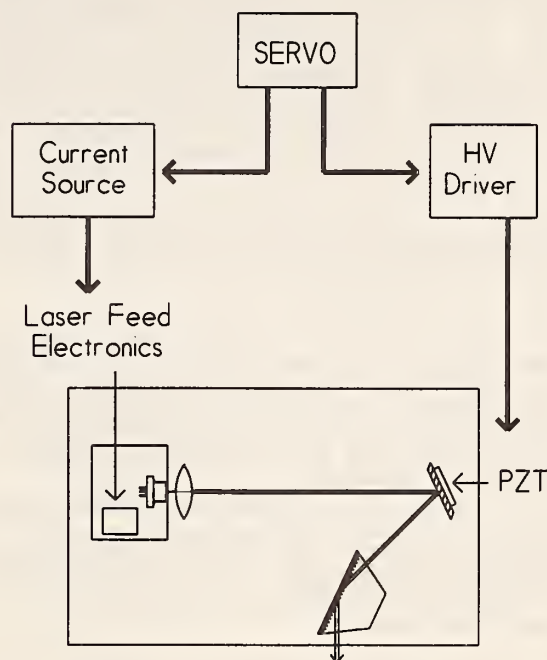 SERVO
Current
Source
HV
Driver
Laser Feed
Electronics
PZT